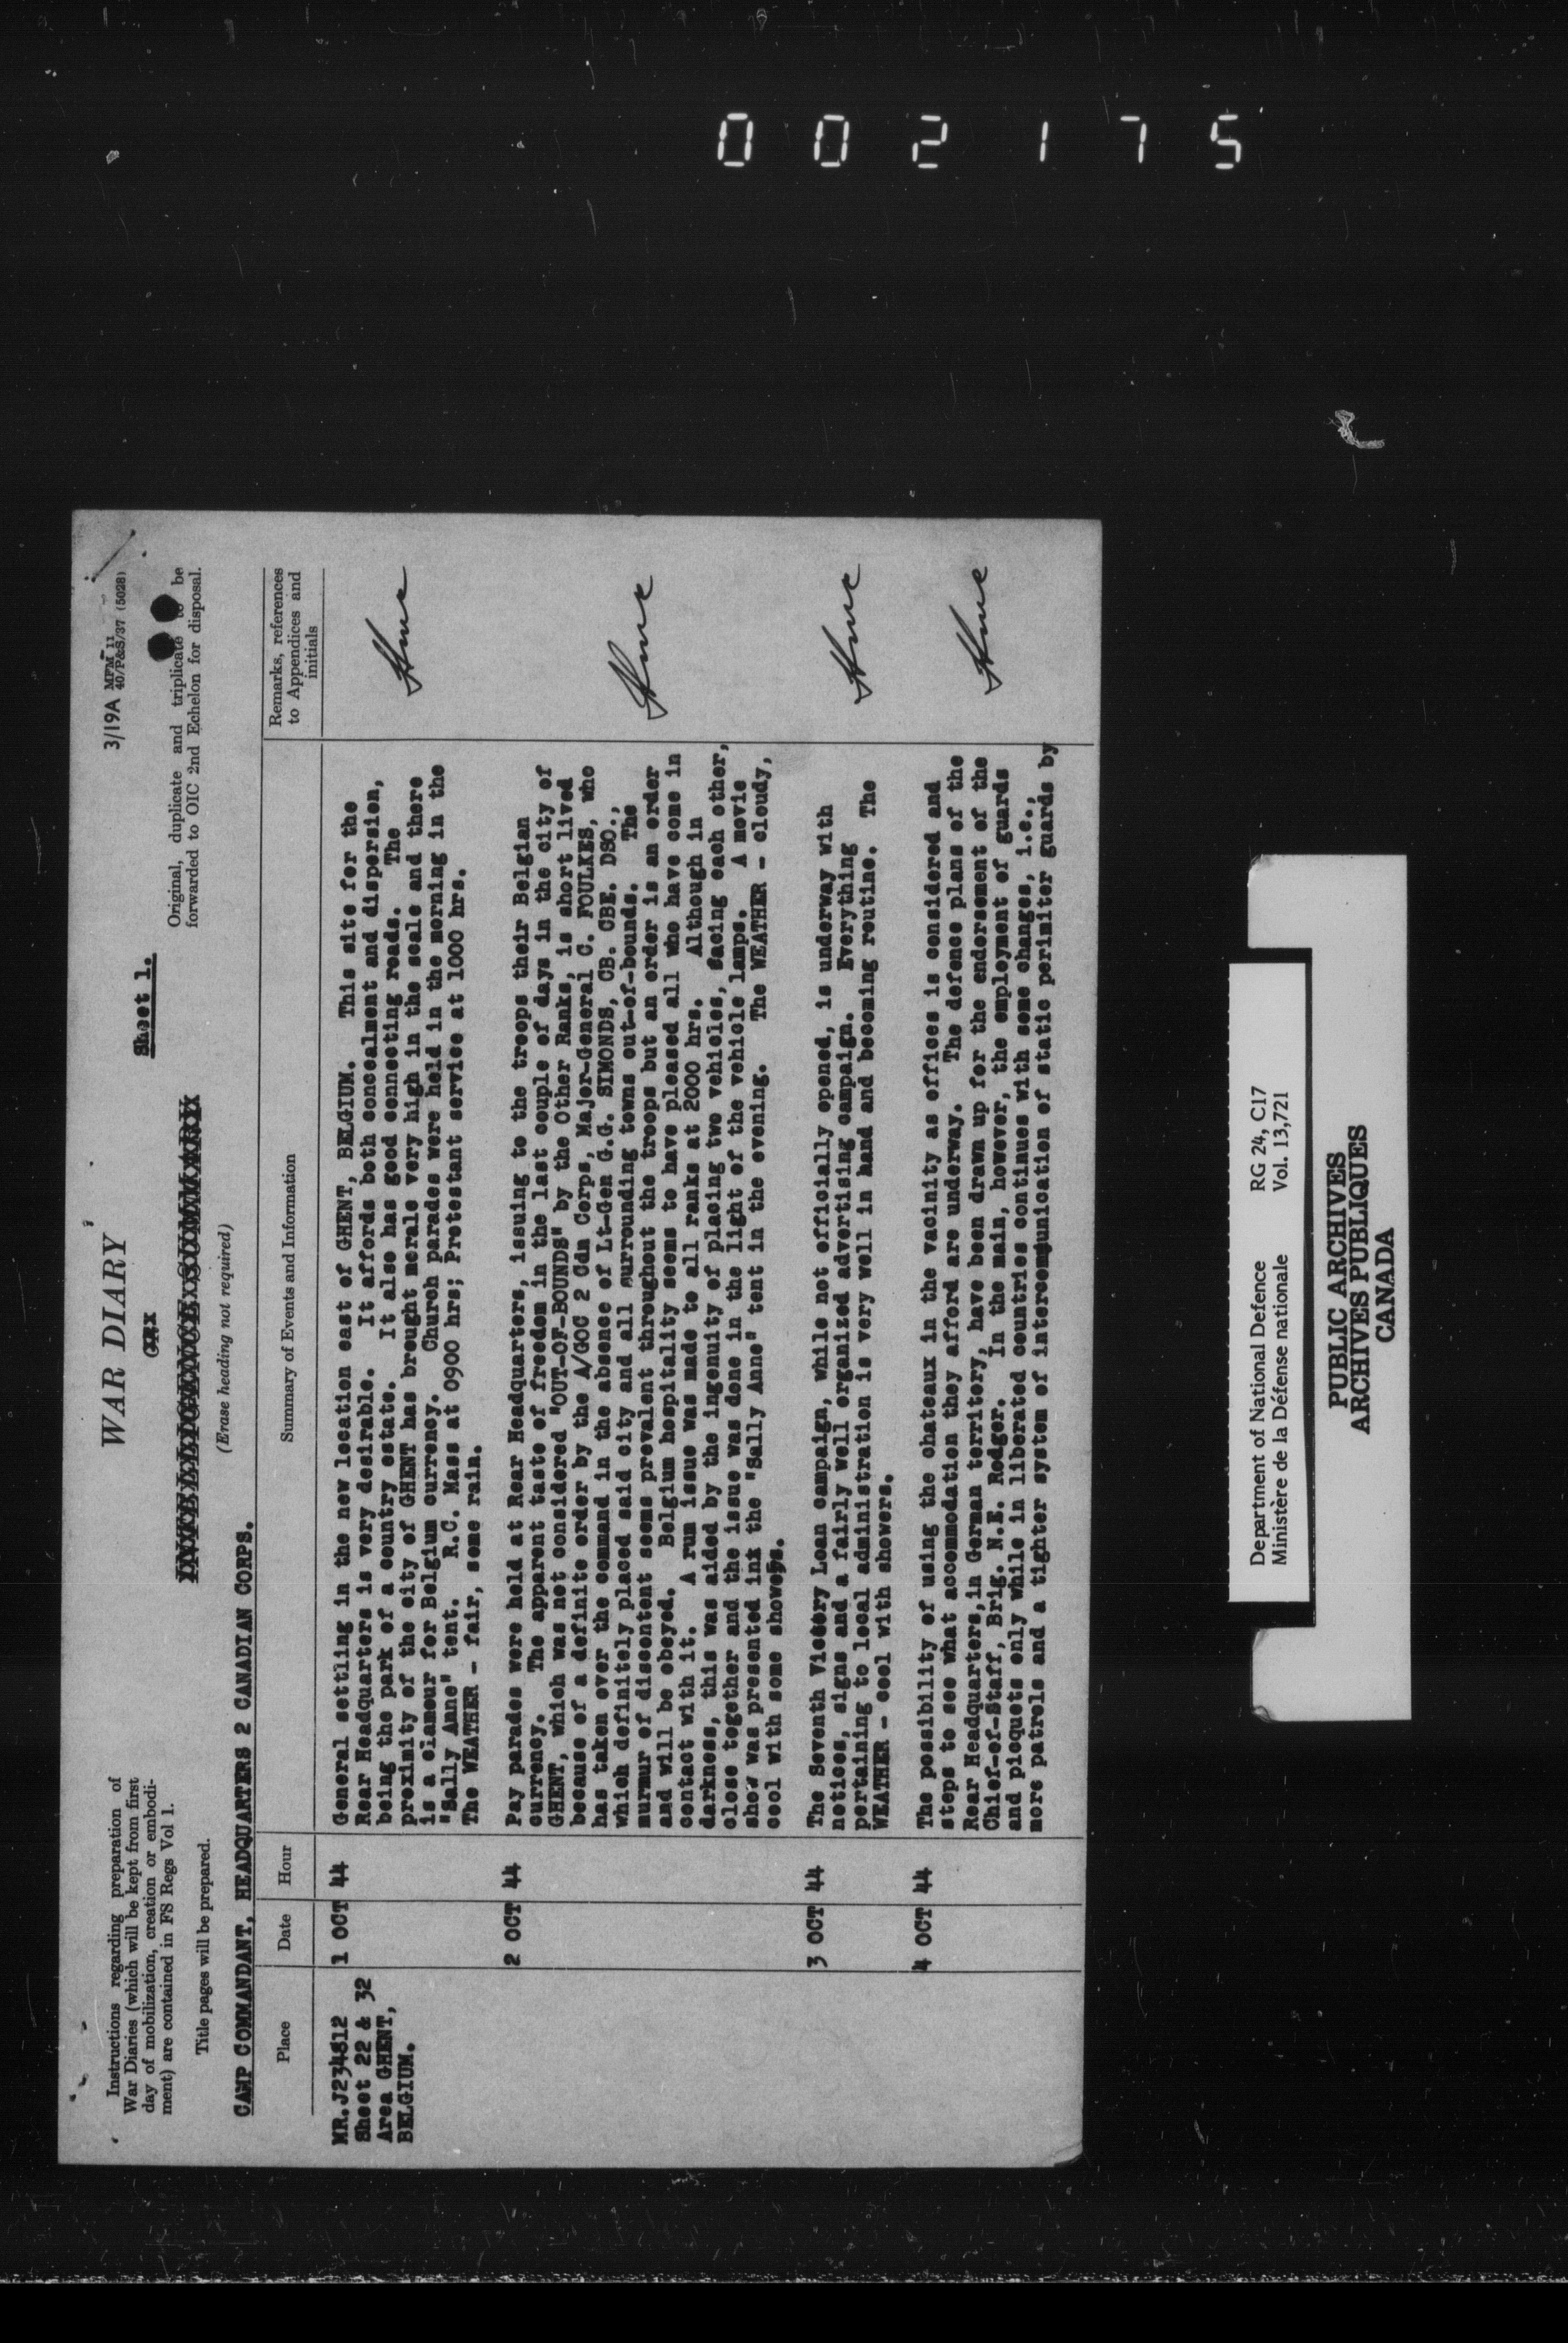 002175
Instructions regarding preparation of
War Diaries (which will be kept from first
day of mobilization, creation or embodi-
ment) are contained in FS Regs Vol 1.
Title pages will be prepared.
WAR DIARY
OR
INTELLIGENCE SUMMARY
(Erase heading not required)
Sheet 1.
3/19A MFM 11
40/P&S/37 (5028)
Original, duplicate and triplicate to be
forwarded to OIC 2nd Echelon for disposal.
CAMP COMMANDANT, HEADQUARTERS 2 CANADIAN CORPS.
Place
Date
Hour
Summary of Events and Information
Remarks, references
to Appendices and
initials
MR.J234812
Sheet 22 & 32
Area GHENT,
BELGIUM.
1 OCT 44
General settling in the new location east of GHENT, BELGIUM. This site for the
Rear Headquarters is very desirable. It affords both concealment and dispersion,
being the park of a country estate. It also has good connecting roads. The
proximity of the city of GHENT has brought morale very high in the scale and there
is a clamour for Belgium currency. Church parades were held in the morning in the
"Sally Anne" tent. R.C. Mass at 0900 hrs; Protestant service at 1000 hrs.
The WEATHER - fair, some rain.
2 OCT 44
Pay parades were held at Rear Headquarters, issuing to the troops their Belgian
currency. The apparent taste of freedom in the last couple of days in the city of
GHENT, which was not considered "OUT-OF-BOUNDS" by the Other Ranks, is short lived
because of a definite order by the A/GOC 2 Cdn Corps, Major-General C. FOULKES, who
has taken over the command in the absence of Lt-Gen G.G. SIMONDS, CB. CBE. DSO.,
which definitely placed said city and all surrounding towns out-of-bounds. The
murmur of discontent seems prevalent throughout the troops but an order is an order
and will be obeyed. Belgium hospitality seems to have pleased all who have come in
contact with it. A rum issue was made to all ranks at 2000 hrs. Although in
darkness, this was aided by the ingenuity of placing two vehicles, facing each other,
close together and the issue was done in the light of the vehicle lamps. A movie
show was presented ink the "Sally Anne" tent in the evening. The WEATHER - cloudy,
cool with some showers.
3 OCT 44
The Seventh Victory Loan campaign, while not officially opened, is underway with
notices, signs and a fairly well organized advertising campaign. Everything
pertaining to local administration is very well in hand and becoming routine. The
WEATHER - cool with showers.
4 OCT 44
The possibility of using the chateaux in the vacinity as offices is considered and
steps to see what accommodation they afford are underway. The defence plans of the
Rear Headquarters, in German territory, have been drawn up for the endorsement of the
Chief-of-Staff, Brig. N.E. Rodger. In the main, however, the employment of guards
and picquets only while in liberated countries continues with some changes, i.e.,
more patrols and a tighter system of intercommunication of static perimiter guards by
Department of National Defence RG 24, C17
Ministère de la Défense nationale Vol. 13,721
PUBLIC ARCHIVES
ARCHIVES PUBLIQUES
CANADA